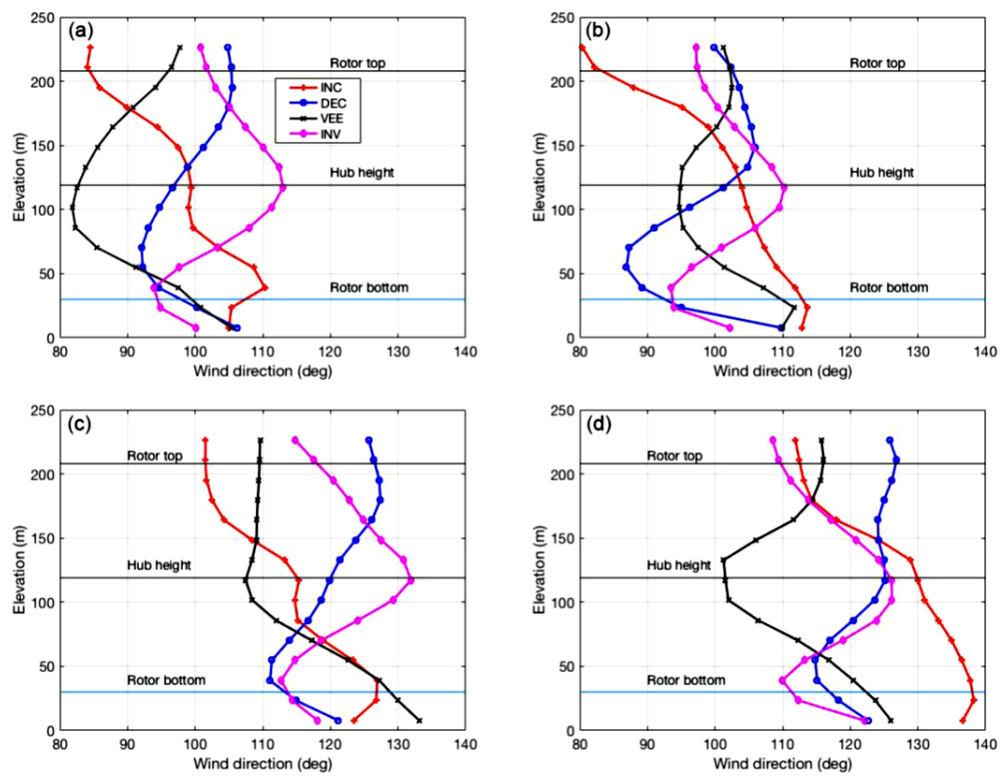 (a)
250
200
150
100
50
0
Elevation (m)
Rotor top
INC
DEC
VEE
INV
Hub height
Rotor bottom
80 90 100 110 120 130 140
Wind direction (deg)
(b)
250
200
150
100
50
0
Elevation (m)
Rotor top
Hub height
Rotor bottom
80 90 100 110 120 130 140
Wind direction (deg)
(c)
250
200
150
100
50
0
Elevation (m)
Rotor top
Hub height
Rotor bottom
80 90 100 110 120 130 140
Wind direction (deg)
(d)
250
200
150
100
50
0
Elevation (m)
Rotor top
Hub height
Rotor bottom
80 90 100 110 120 130 140
Wind direction (deg)